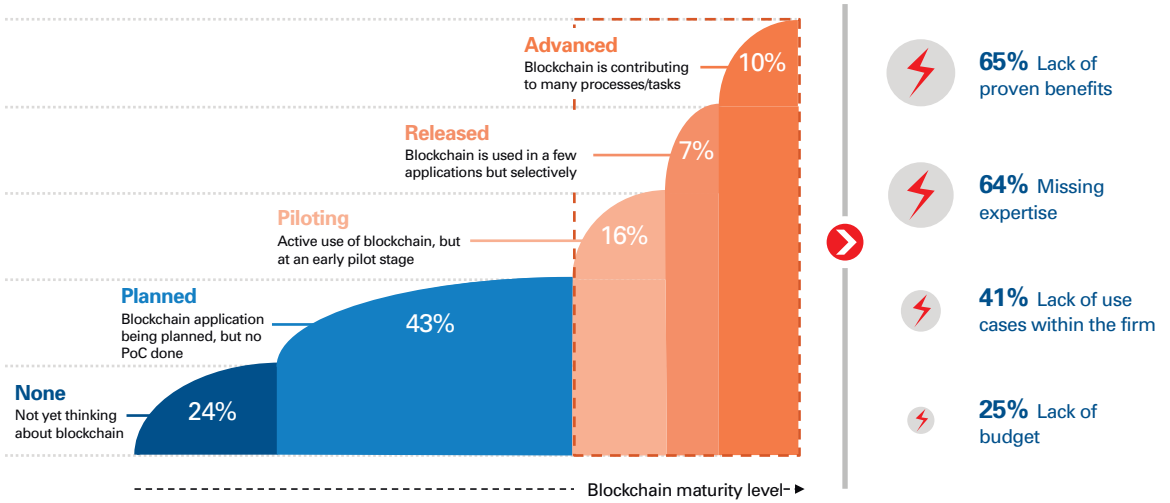 Advanced
Blockchain is contributing
to many processes/tasks
10%
Released
Blockchain is used in a few
applications but selectively
7%
Piloting
Active use of blockchain, but
at an early pilot stage
16%
Planned
Blockchain application
being planned, but no
PoC done
43%
None
Not yet thinking
about blockchain
24%
Blockchain maturity level
65% Lack of
proven benefits
64% Missing
expertise
41% Lack of use
cases within the firm
25% Lack of
budget